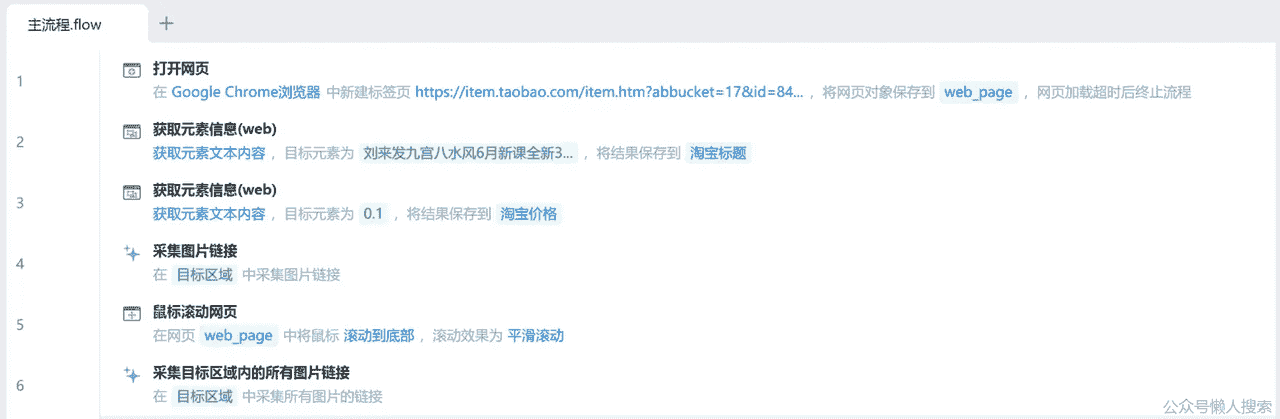 主流程.flow
1
打开网页
在 Google Chrome浏览器 中新建标签页 https://item.taobao.com/item.htm?abbucket=17&id=84... ，将网页对象保存到 web_page ，网页加载超时后终止流程
2
获取元素信息(web)
获取元素文本内容，目标元素为 刘来发九宫八水风6月新课全新3... ，将结果保存到 淘宝标题
3
获取元素信息(web)
获取元素文本内容，目标元素为 0.1 ，将结果保存到 淘宝价格
4
采集图片链接
在 目标区域 中采集图片链接
5
鼠标滚动网页
在网页 web_page 中将鼠标 滚动到底部 ，滚动效果为 平滑滚动
6
采集目标区域内的所有图片链接
在 目标区域 中采集所有图片的链接
公众号懒人搜索